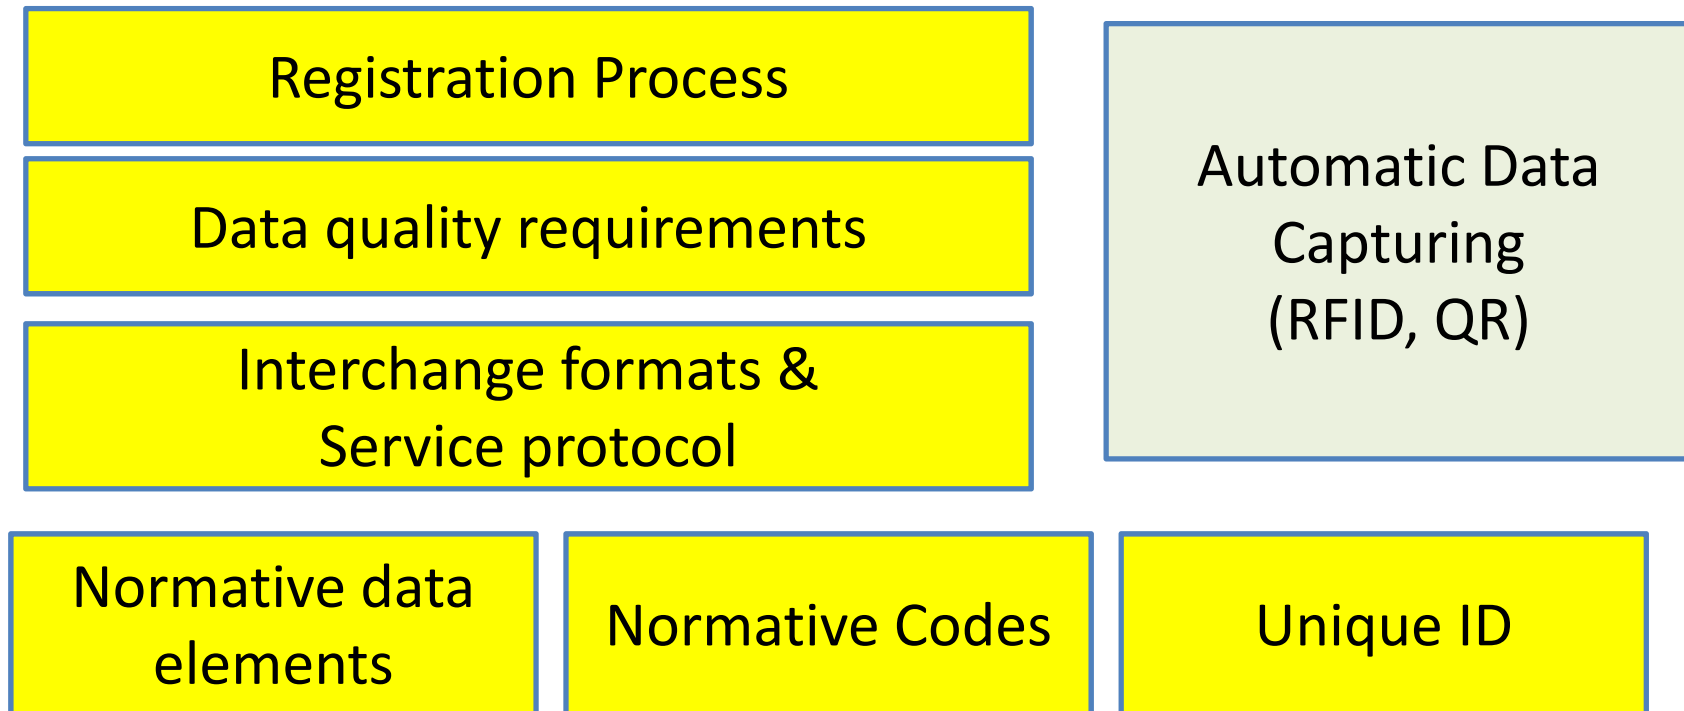 Registration Process
Data quality requirements
Interchange formats &
Service protocol
Automatic Data
Capturing
(RFID, QR)
Normative data
elements
Normative Codes
Unique ID